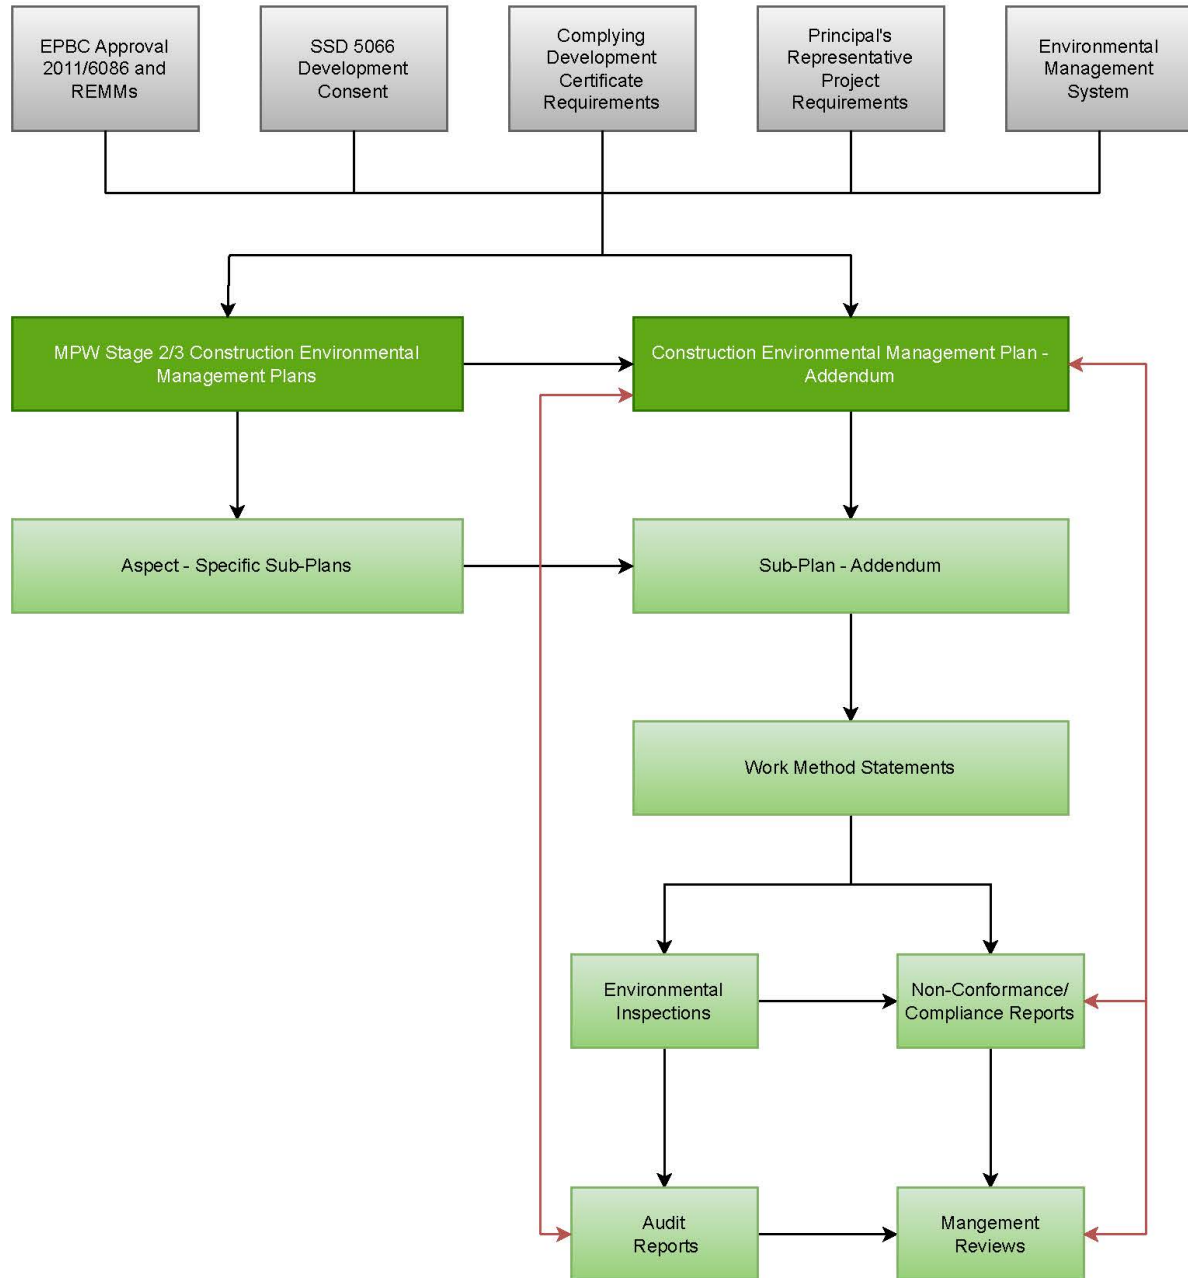 EPBC Approval
2011/6086 and
REMMs
SSD 5066
Development
Consent
Complying
Development
Certificate
Requirements
Principal's
Representative
Project
Requirements
Environmental
Management
System
MPW Stage 2/3 Construction Environmental
Management Plans
Construction Environmental Management Plan -
Addendum
Aspect - Specific Sub-Plans
Sub-Plan - Addendum
Work Method Statements
Environmental
Inspections
Non-Conformance/
Compliance Reports
Audit
Reports
Mangement
Reviews